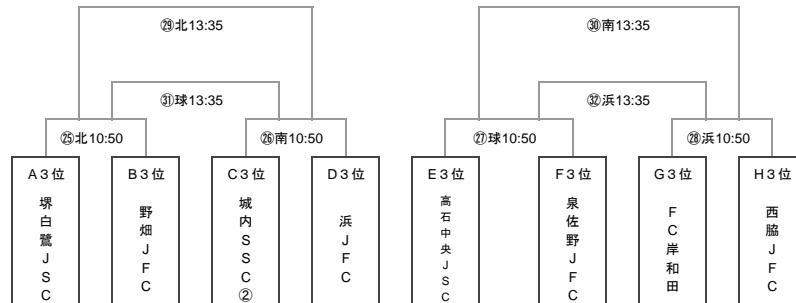 ㉙北13:35
㉚南13:35
㉛球13:35
㉜浜13:35
㉕北10:50
㉖南10:50
㉗球10:50
㉘浜10:50
A3位
B3位
C3位
D3位
E3位
F3位
G3位
H3位
堺白鷺JSC
野畑JFC
城内SSC②
浜JFC
高石中央JSC
泉佐野JFC
FC岸和田
西脇JFC